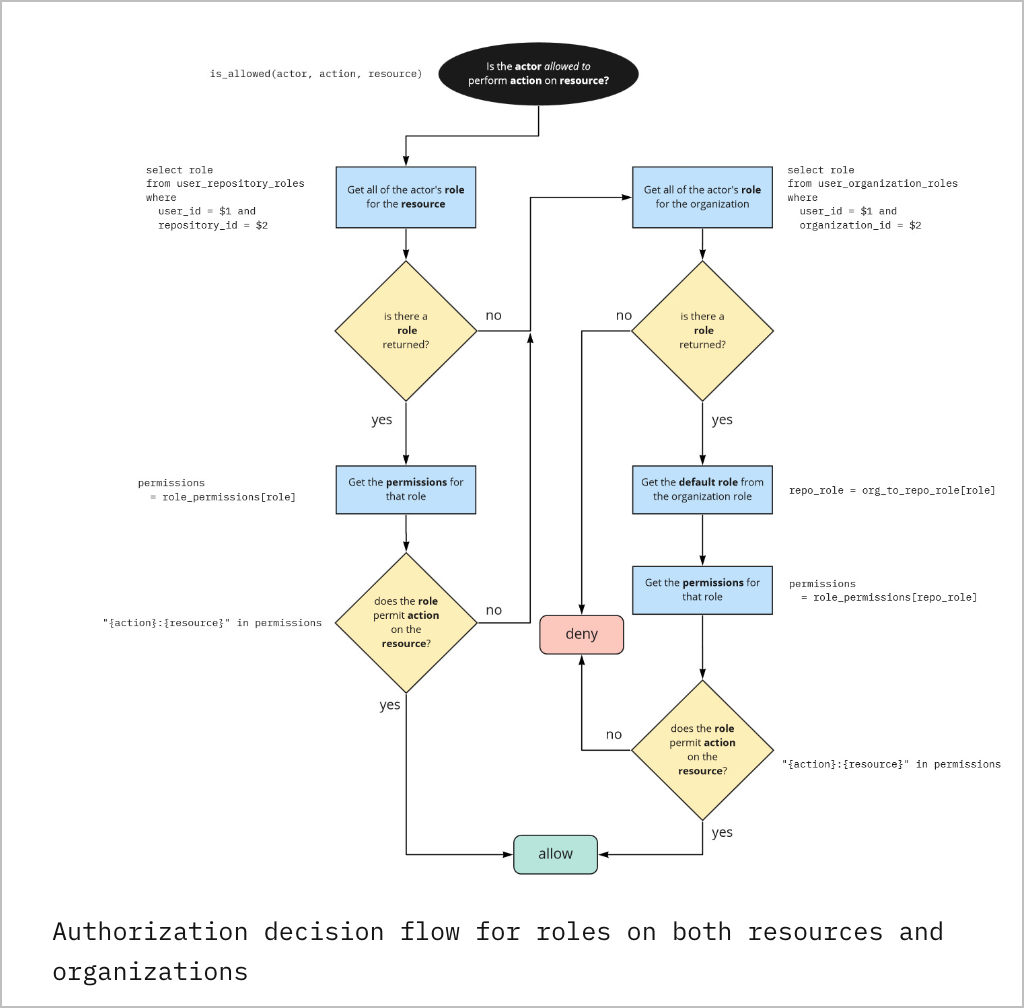 is_allowed(actor, action, resource)
Is the actor allowed to
perform action on resource?
select role
from user_repository_roles
where
user_id = $1 and
repository_id = $2
Get all of the actor's role
for the resource
Get all of the actor's role
for the organization
select role
from user_organization_roles
where
user_id = $1 and
organization_id = $2
is there a
role
returned?
no
no
is there a
role
returned?
yes
yes
permissions
= role_permissions[role]
Get the permissions for
that role
Get the default role from
the organization role
repo_role = org_to_repo_role[role]
Get the permissions for
that role
permissions
= role_permissions[repo_role]
"{action}:{resource}" in permissions
does the role
permit action
on the
resource?
no
deny
yes
no
does the role
permit action
on the
resource?
"{action}:{resource}" in permissions
yes
allow
Authorization decision flow for roles on both resources and
organizations